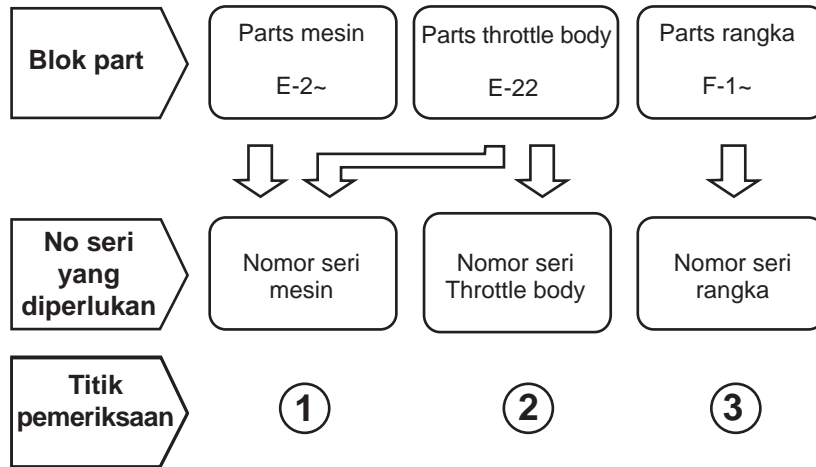 Blok part
Parts mesin
E-2~
Parts throttle body
E-22
Parts rangka
F-1~
No seri
yang
diperlukan
Nomor seri
mesin
Nomor seri
Throttle body
Nomor seri
rangka
Titik
pemeriksaan
1
2
3